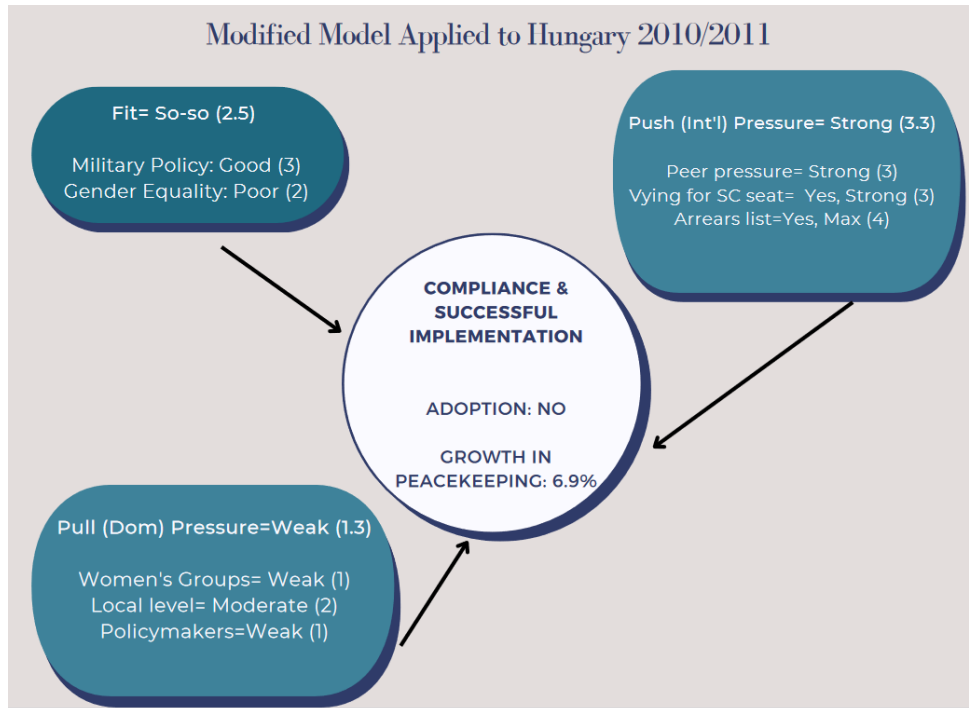 Modified Model Applied to Hungary 2010/2011
Fit= So-so (2.5)
Military Policy: Good (3)
Gender Equality: Poor (2)
Push (Int'l) Pressure= Strong (3.3)
Peer pressure= Strong (3)
Vying for SC seat=  Yes, Strong (3)
Arrears list=Yes, Max (4)
COMPLIANCE &
SUCCESSFUL
IMPLEMENTATION
ADOPTION: NO
GROWTH IN
PEACEKEEPING: 6.9%
Pull (Dom) Pressure=Weak (1.3)
Women's Groups= Weak (1)
Local level= Moderate (2)
Policymakers=Weak (1)